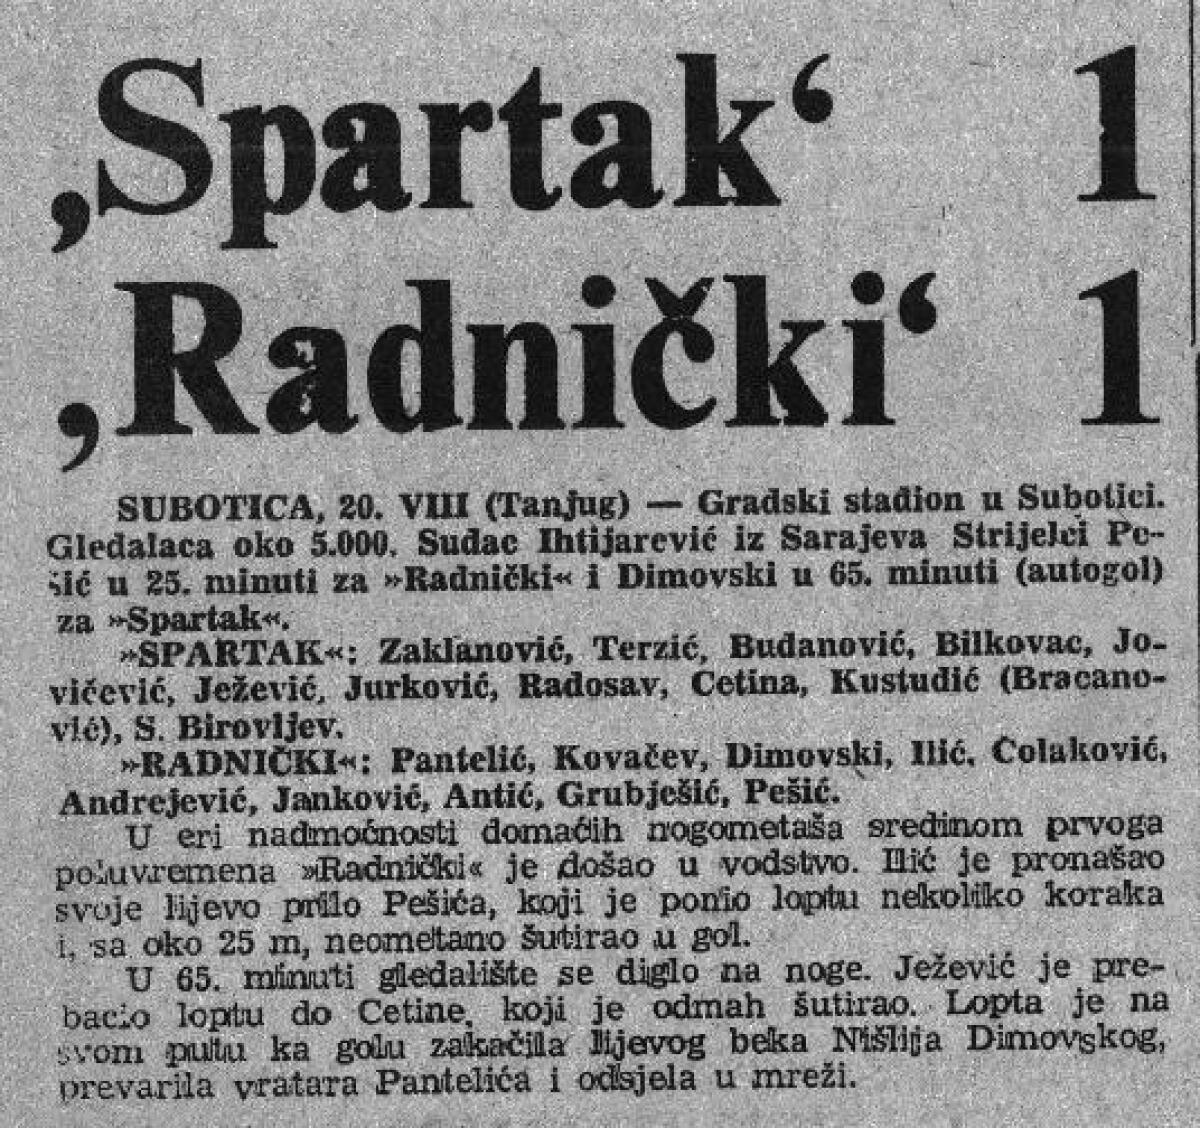 ‚Spartak‘ 1
‚Radnički‘ 1
SUBOTICA, 20. VIII (Tanjug) — Gradski stadion u Subotici.
Gledalaca oko 5.000. Sudac Ihtijarević iz Sarajeva Strijelci Pe-
šić u 25. minuti za »Radnički« i Dimovski u 65. minuti (autogol)
za »Spartak«.
»SPARTAK«: Zaklanović, Terzić, Budanović, Bilkovac, Jo-
vićević, Ježević, Jurković, Radosav, Cetina, Kustudić (Bracano-
vić), S. Birovljev.
»RADNIČKI«: Pantelić, Kovačev, Dimovski, Ilić, Čolaković,
Andrejević, Janković, Antić, Grubješić, Pešić.
U eri nadmoćnosti domaćih nogometaša sredinom prvoga
poluvremena »Radnički« je došao u vodstvo. Ilić je pronašao
svoje lijevo prilo Pešića, koji je ponio loptu nekoliko koraka
i, sa oko 25 m, neometano šutirao u gol.
U 65. minuti gledalište se diglo na noge. Ježević je pre-
bacio loptu do Cetine, koji je odmah šutirao. Lopta je na
svom putu ka golu zakačila lijevog beka Nišlija Dimovskog,
prevarila vratara Pantelića i odsjela u mreži.